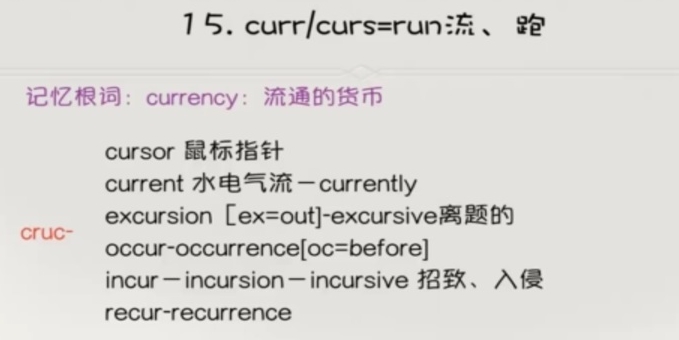 15. curr/curs=run流、跑
记忆根词：currency：流通的货币
cursor 鼠标指针
current 水电气流－currently
excursion［ex=out]-excursive离题的
cruc-
occur-occurrence[oc=before]
incur－incursion－incursive 招致、入侵
recur-recurrence